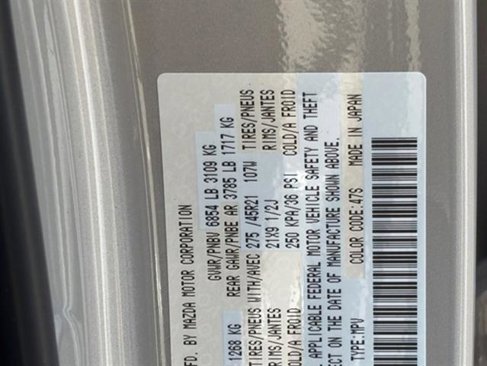 MFD. BY MAZDA MOTOR CORPORATION
GVWR/PNBV 6854 LB 3109 KG
1268 KG REAR GAWR/PNBE AR 3785 LB 1717 KG
TIRES/PNEUS WITH/AVEC 275 /45R21 107W TIRES/PNEUS
RIMS/JANTES 21X9 1/2J RIMS/JANTES
COLD/A FROID 250 KPA/36 PSI COLD/A FROID
APPLICABLE FEDERAL MOTOR VEHICLE SAFETY AND THEFT
ECT ON THE DATE OF MANUFACTURE SHOWN ABOVE.
TYPE:MPV COLOR CODE:47S MADE IN JAPAN